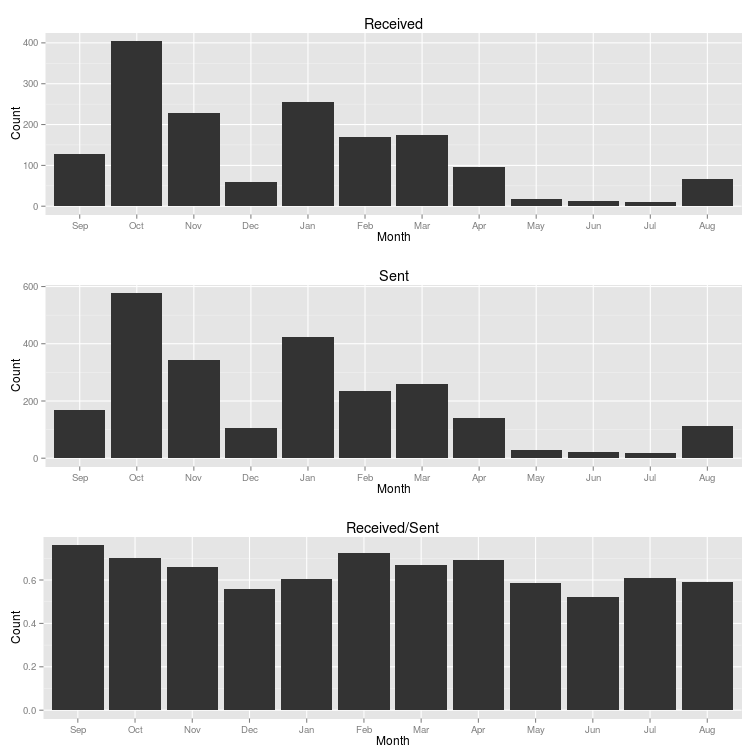 Received
400
300
200
100
0
Count
Sep Oct Nov Dec Jan Feb Mar Apr May Jun Jul Aug
Month
Sent
600
400
200
0
Count
Sep Oct Nov Dec Jan Feb Mar Apr May Jun Jul Aug
Month
Received/Sent
0.6
0.4
0.2
0.0
Count
Sep Oct Nov Dec Jan Feb Mar Apr May Jun Jul Aug
Month